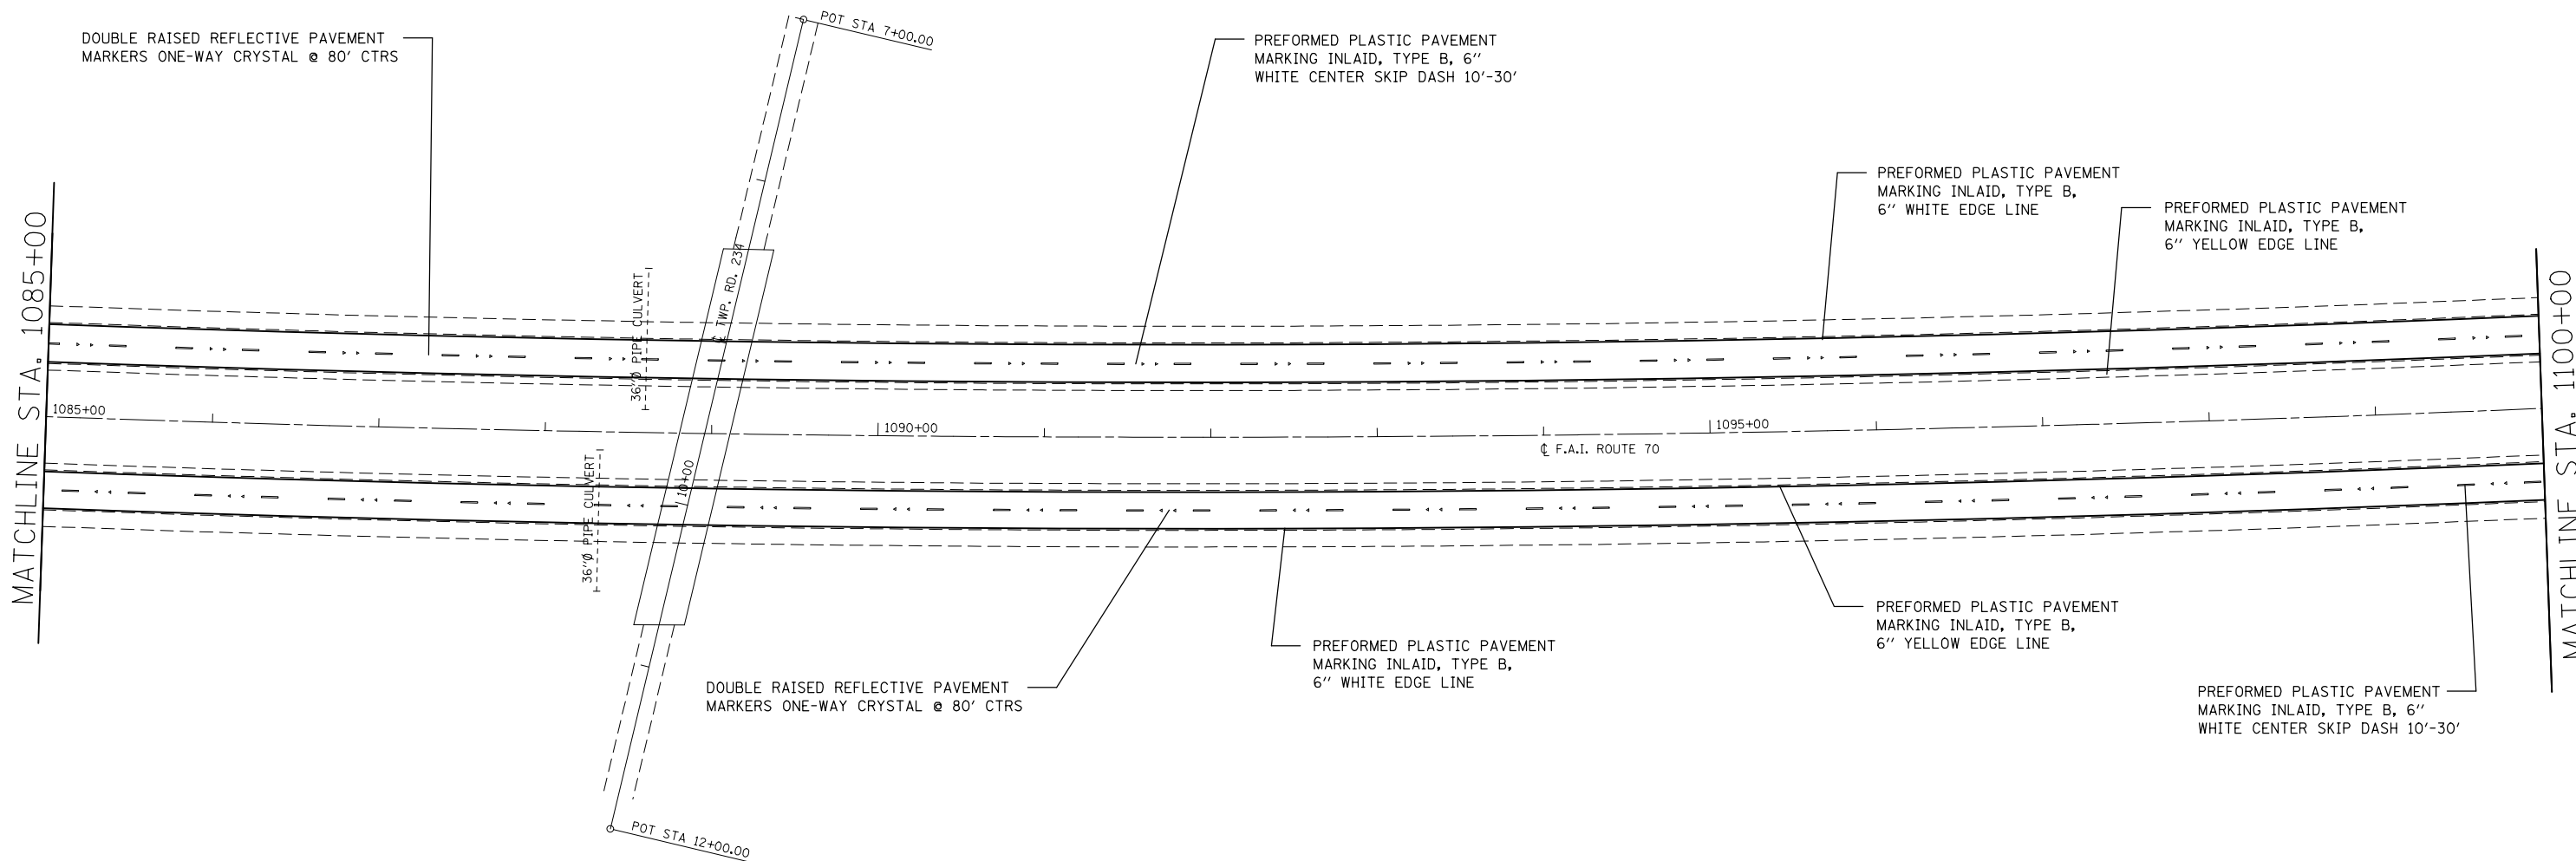 POT STA 7+00.00
DOUBLE RAISED REFLECTIVE PAVEMENT
MARKERS ONE-WAY CRYSTAL @ 80' CTRS
PREFORMED PLASTIC PAVEMENT
MARKING INLAID, TYPE B, 6"
WHITE CENTER SKIP DASH 10'-30'
PREFORMED PLASTIC PAVEMENT
MARKING INLAID, TYPE B,
6" WHITE EDGE LINE
PREFORMED PLASTIC PAVEMENT
MARKING INLAID, TYPE B,
6" YELLOW EDGE LINE
MATCHLINE STA. 1085+00
36"Ø PIPE CULVERT
℄ TWP. RD. 234
MATCHLINE STA. 1100+00
1085+00
1090+00
1095+00
℄ F.A.I. ROUTE 70
36"Ø PIPE CULVERT
10+00
PREFORMED PLASTIC PAVEMENT
MARKING INLAID, TYPE B,
6" YELLOW EDGE LINE
PREFORMED PLASTIC PAVEMENT
MARKING INLAID, TYPE B,
6" WHITE EDGE LINE
DOUBLE RAISED REFLECTIVE PAVEMENT
MARKERS ONE-WAY CRYSTAL @ 80' CTRS
PREFORMED PLASTIC PAVEMENT
MARKING INLAID, TYPE B, 6"
WHITE CENTER SKIP DASH 10'-30'
POT STA 12+00.00